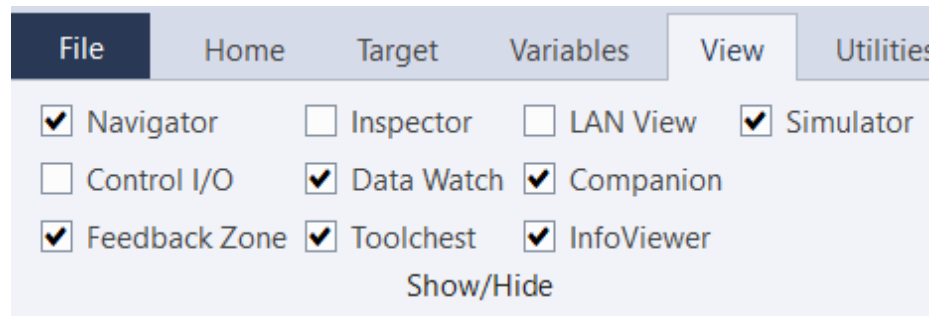 File Home Target Variables View Utilities
Navigator Inspector LAN View Simulator
Control I/O Data Watch Companion
Feedback Zone Toolchest InfoViewer
Show/Hide